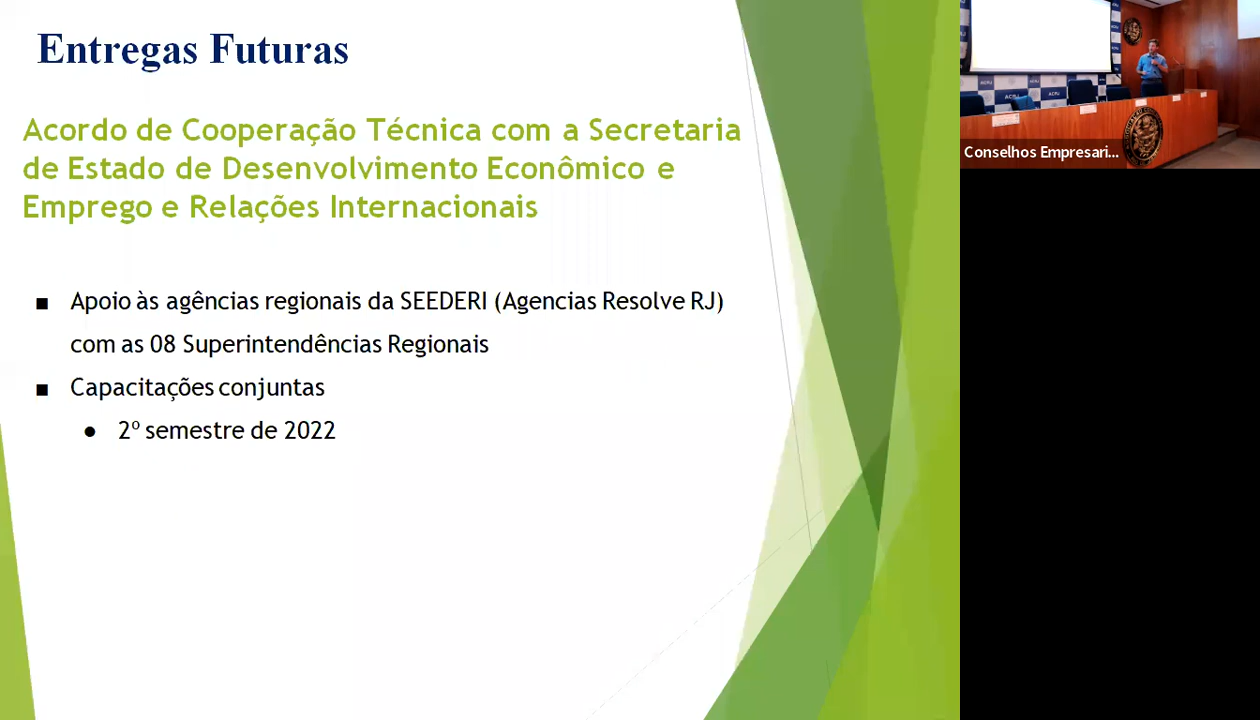 Entregas Futuras
Acordo de Cooperação Técnica com a Secretaria
de Estado de Desenvolvimento Econômico e
Emprego e Relações Internacionais
■ Apoio às agências regionais da SEEDERI (Agencias Resolve RJ)
com as 08 Superintendências Regionais
■ Capacitações conjuntas
● 2º semestre de 2022
ACRJ
ACRJ
Conselhos Empresari...